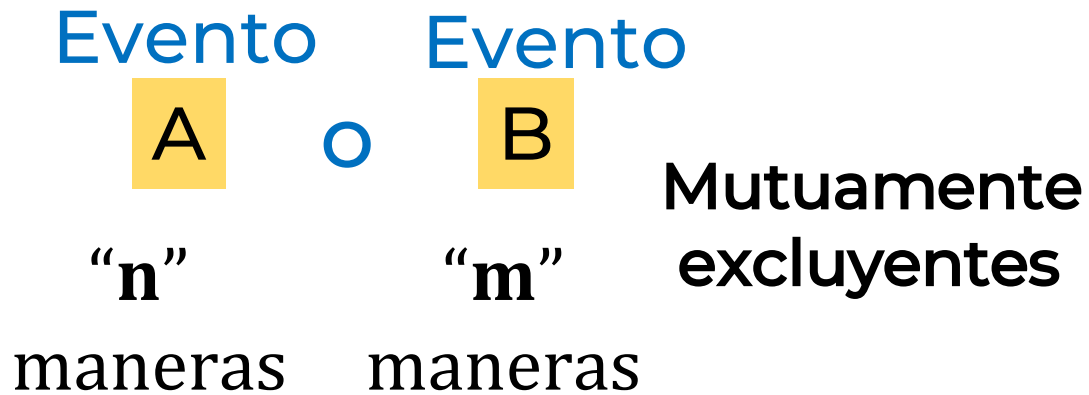 Evento Evento
A o B
Mutuamente
excluyentes
“n” “m”
maneras maneras